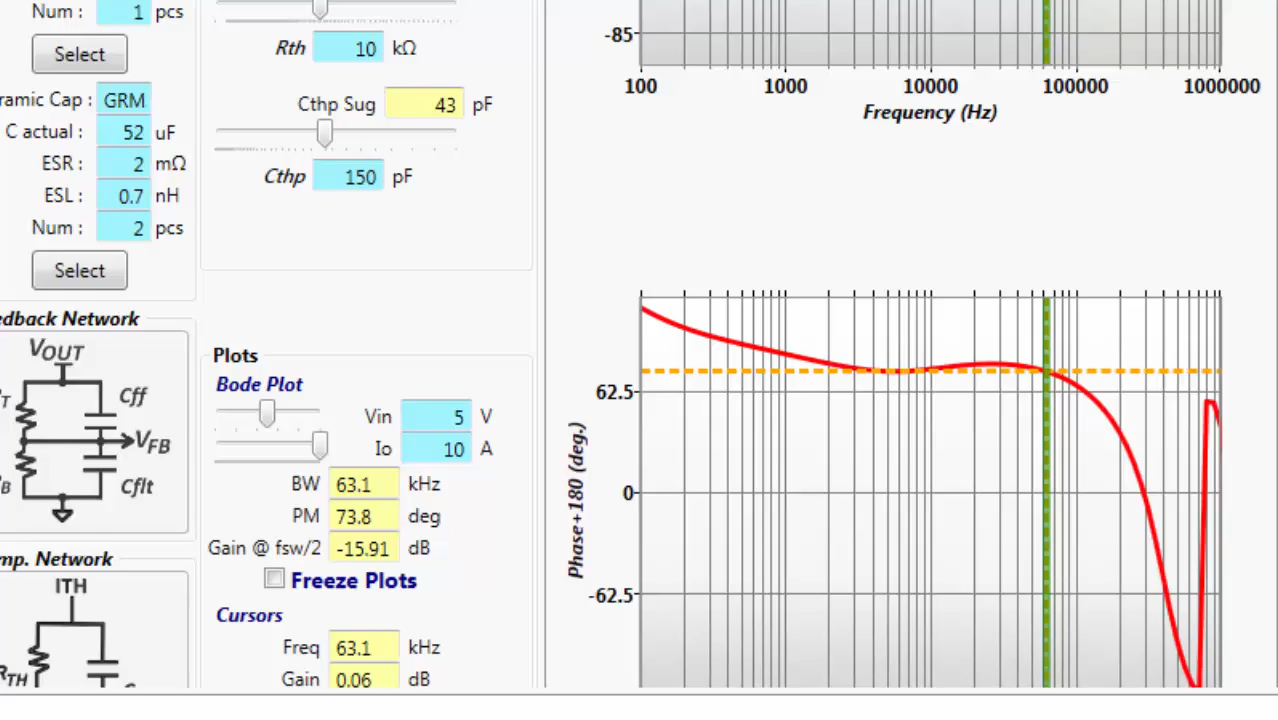 Num : 1 pcs
Select
ramic Cap : GRM
C actual : 52 uF
ESR : 2 mΩ
ESL : 0.7 nH
Num : 2 pcs
Select
edback Network
VOUT
T
Cff
VFB
B
Cflt
mp. Network
ITH
RTH
Rth 10 kΩ
Cthp Sug 43 pF
Cthp 150 pF
Plots
Bode Plot
Vin 5 V
Io 10 A
BW 63.1 kHz
PM 73.8 deg
Gain @ fsw/2 -15.91 dB
Freeze Plots
Cursors
Freq 63.1 kHz
Gain 0.06 dB
-85
100 1000 10000 100000 1000000
Frequency (Hz)
Phase+180 (deg.)
62.5
0
-62.5